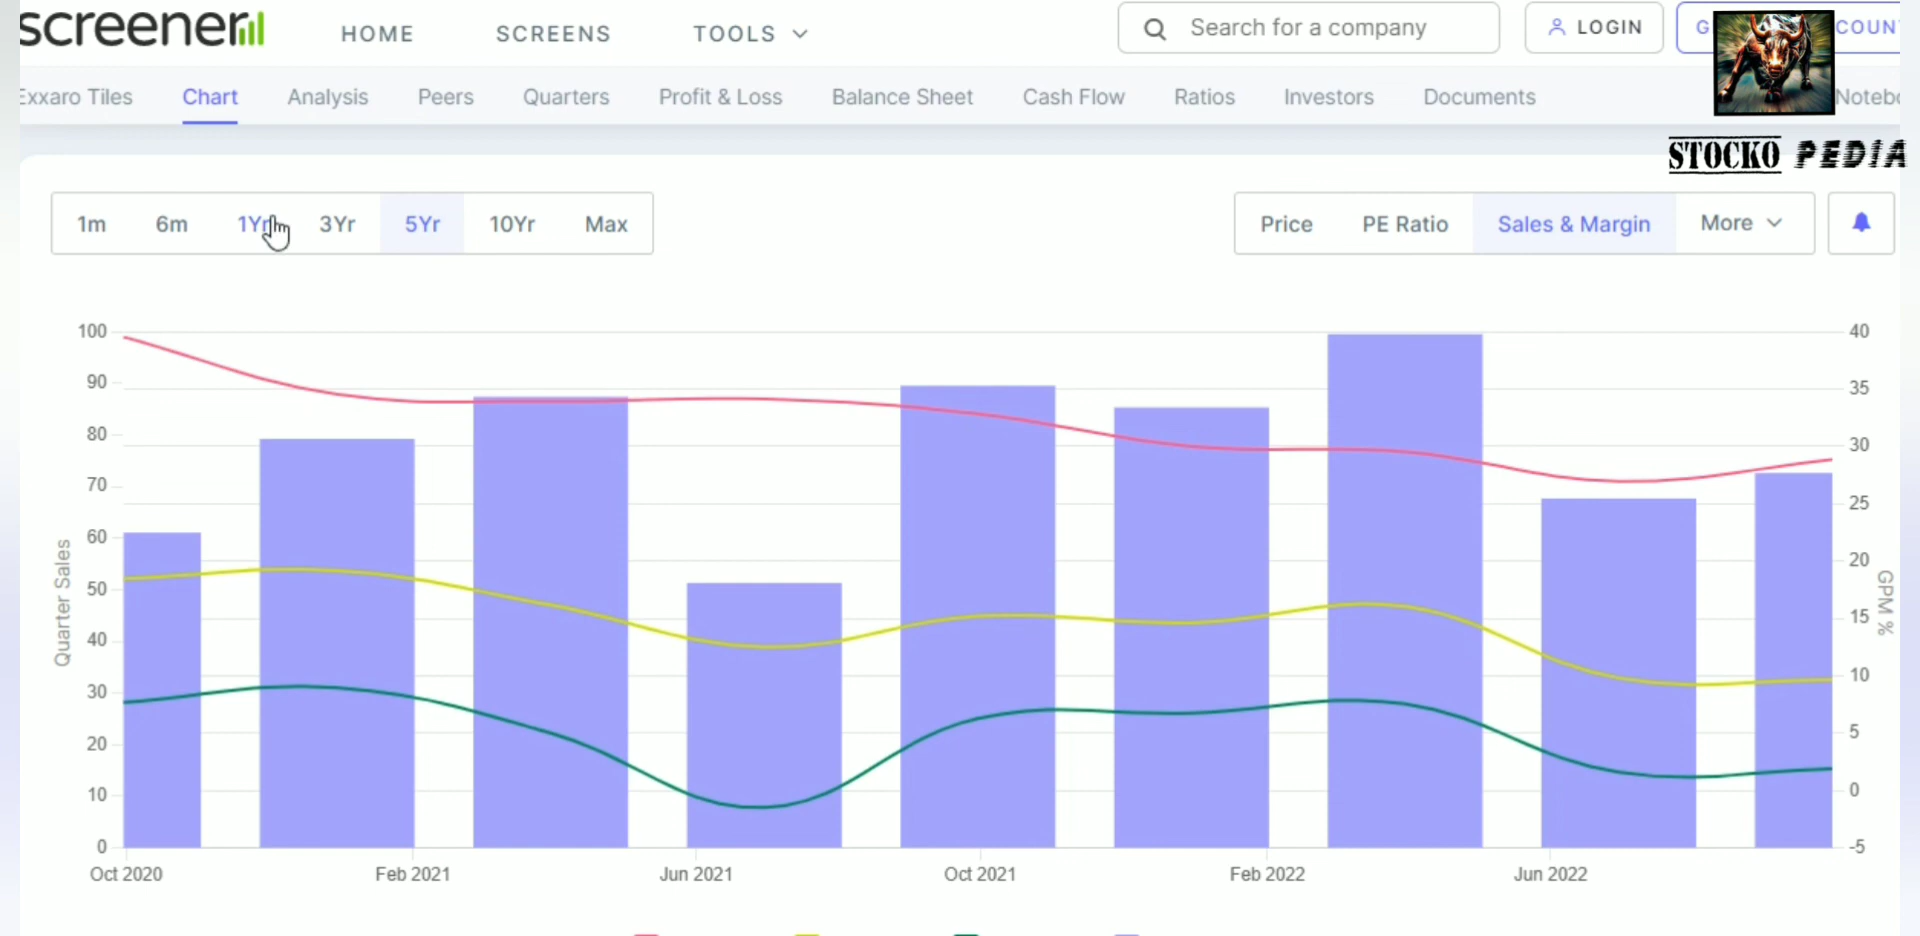 screener
HOME SCREENS TOOLS
Search for a company
LOGIN
G COUN
Exxaro Tiles Chart Analysis Peers Quarters Profit & Loss Balance Sheet Cash Flow Ratios Investors Documents Notebo
STOCKO PEDIA
1m 6m 1Yr 3Yr 5Yr 10Yr Max
Price PE Ratio Sales & Margin More
100 40
90 35
80 30
70 25
60 20
50 15
40 10
30 5
20 0
10 -5
0
Quarter Sales
GPM %
Oct 2020 Feb 2021 Jun 2021 Oct 2021 Feb 2022 Jun 2022